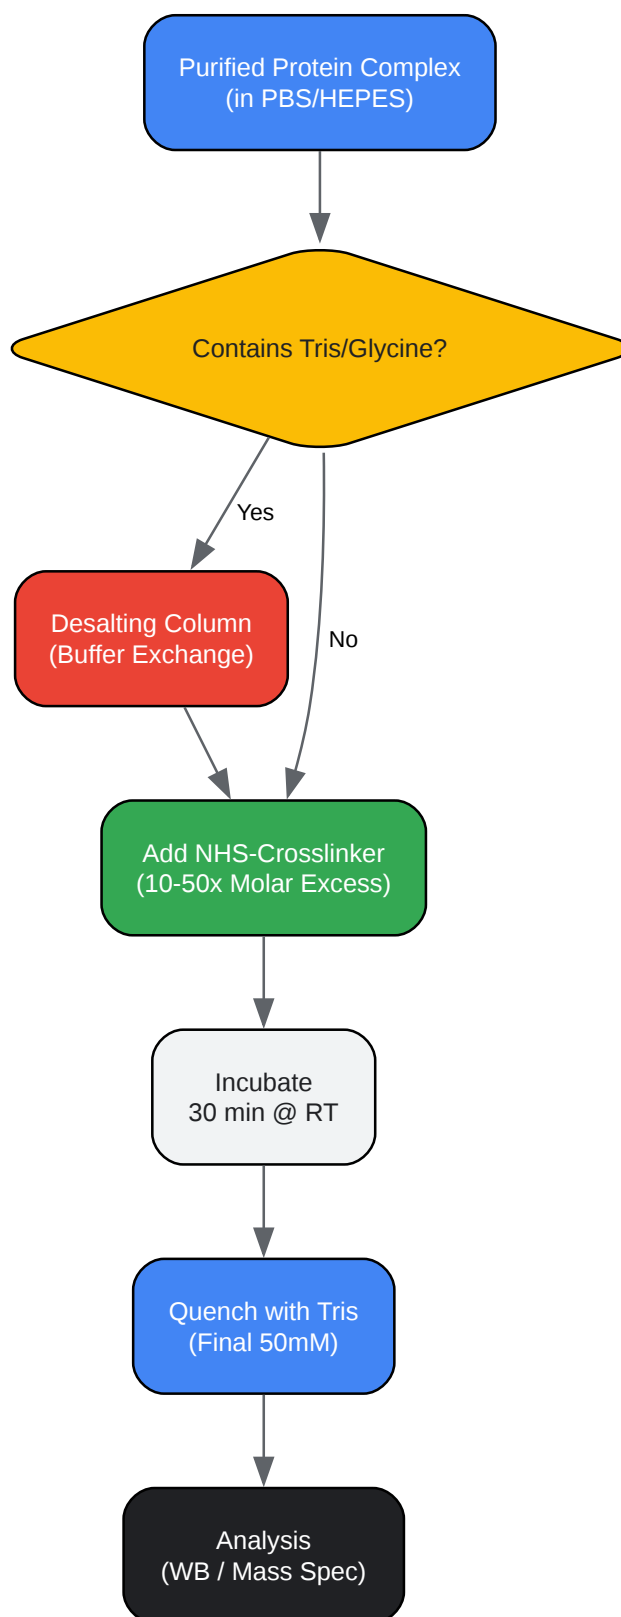 Purified Protein Complex
(in PBS/HEPES)
Contains Tris/Glycine?
Yes
Desalting Column
(Buffer Exchange)
No
Add NHS-Crosslinker
(10-50x Molar Excess)
Incubate
30 min @ RT
Quench with Tris
(Final 50mM)
Analysis
(WB / Mass Spec)